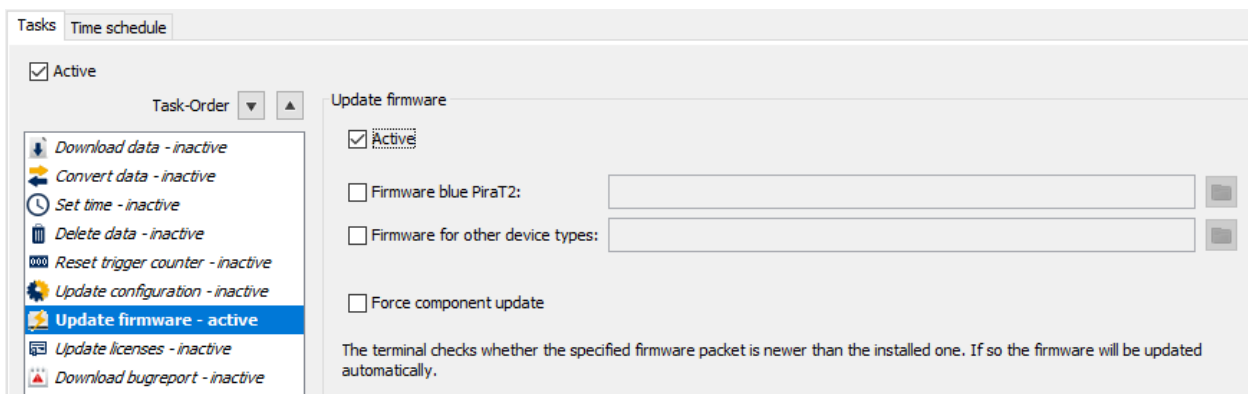 Tasks Time schedule
Active
Task-Order
Download data - inactive
Convert data - inactive
Set time - inactive
Delete data - inactive
000 Reset trigger counter - inactive
Update configuration - inactive
Update firmware - active
Update licenses - inactive
Download bugreport - inactive
Update firmware
Active
Firmware blue PiraT2:
Firmware for other device types:
Force component update
The terminal checks whether the specified firmware packet is newer than the installed one. If so the firmware will be updated
automatically.